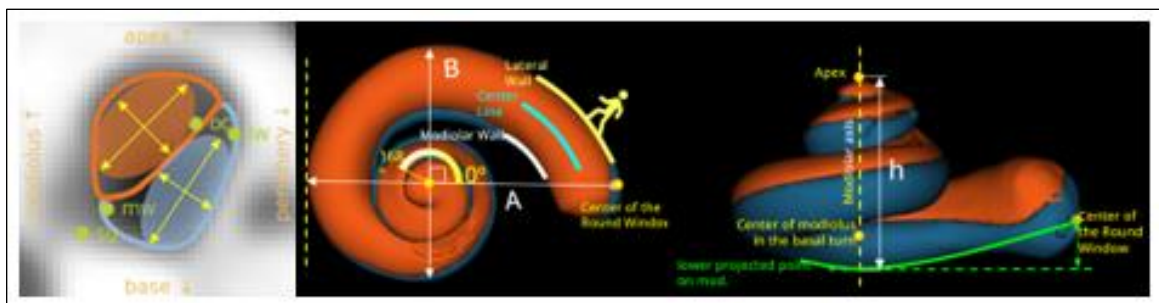 apex ↑
modiolus ↑
periphery ↓
MW
base ↓
B
Lateral
Wall
Center
Line
Modiolar Wall
0°
A
Center of the
Round Window
Apex
Modiolar axis
h
Center of modiolus
in the basal turn
Center of
the Round
Window
lower projected point
on mod.